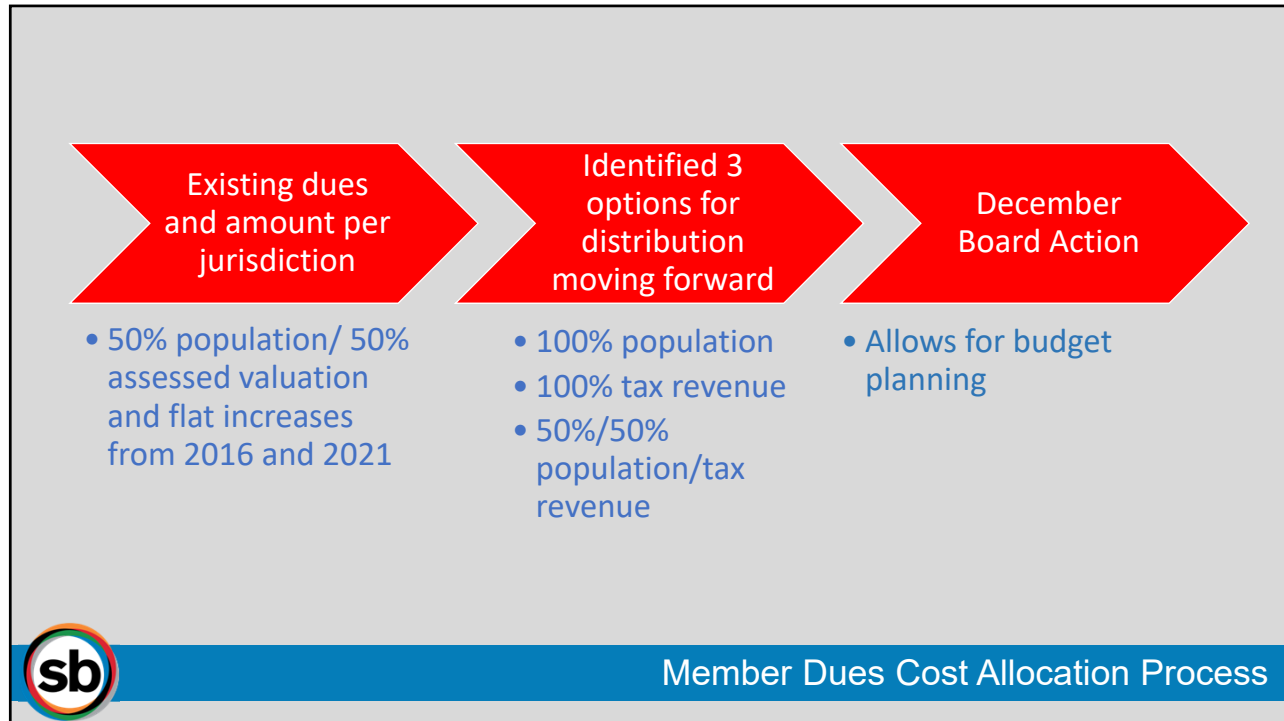 Existing dues
and amount per
jurisdiction
• 50% population/ 50%
assessed valuation
and flat increases
from 2016 and 2021
Identified 3
options for
distribution
moving forward
• 100% population
• 100% tax revenue
• 50%/50%
population/tax
revenue
December
Board Action
• Allows for budget
planning
sb
Member Dues Cost Allocation Process